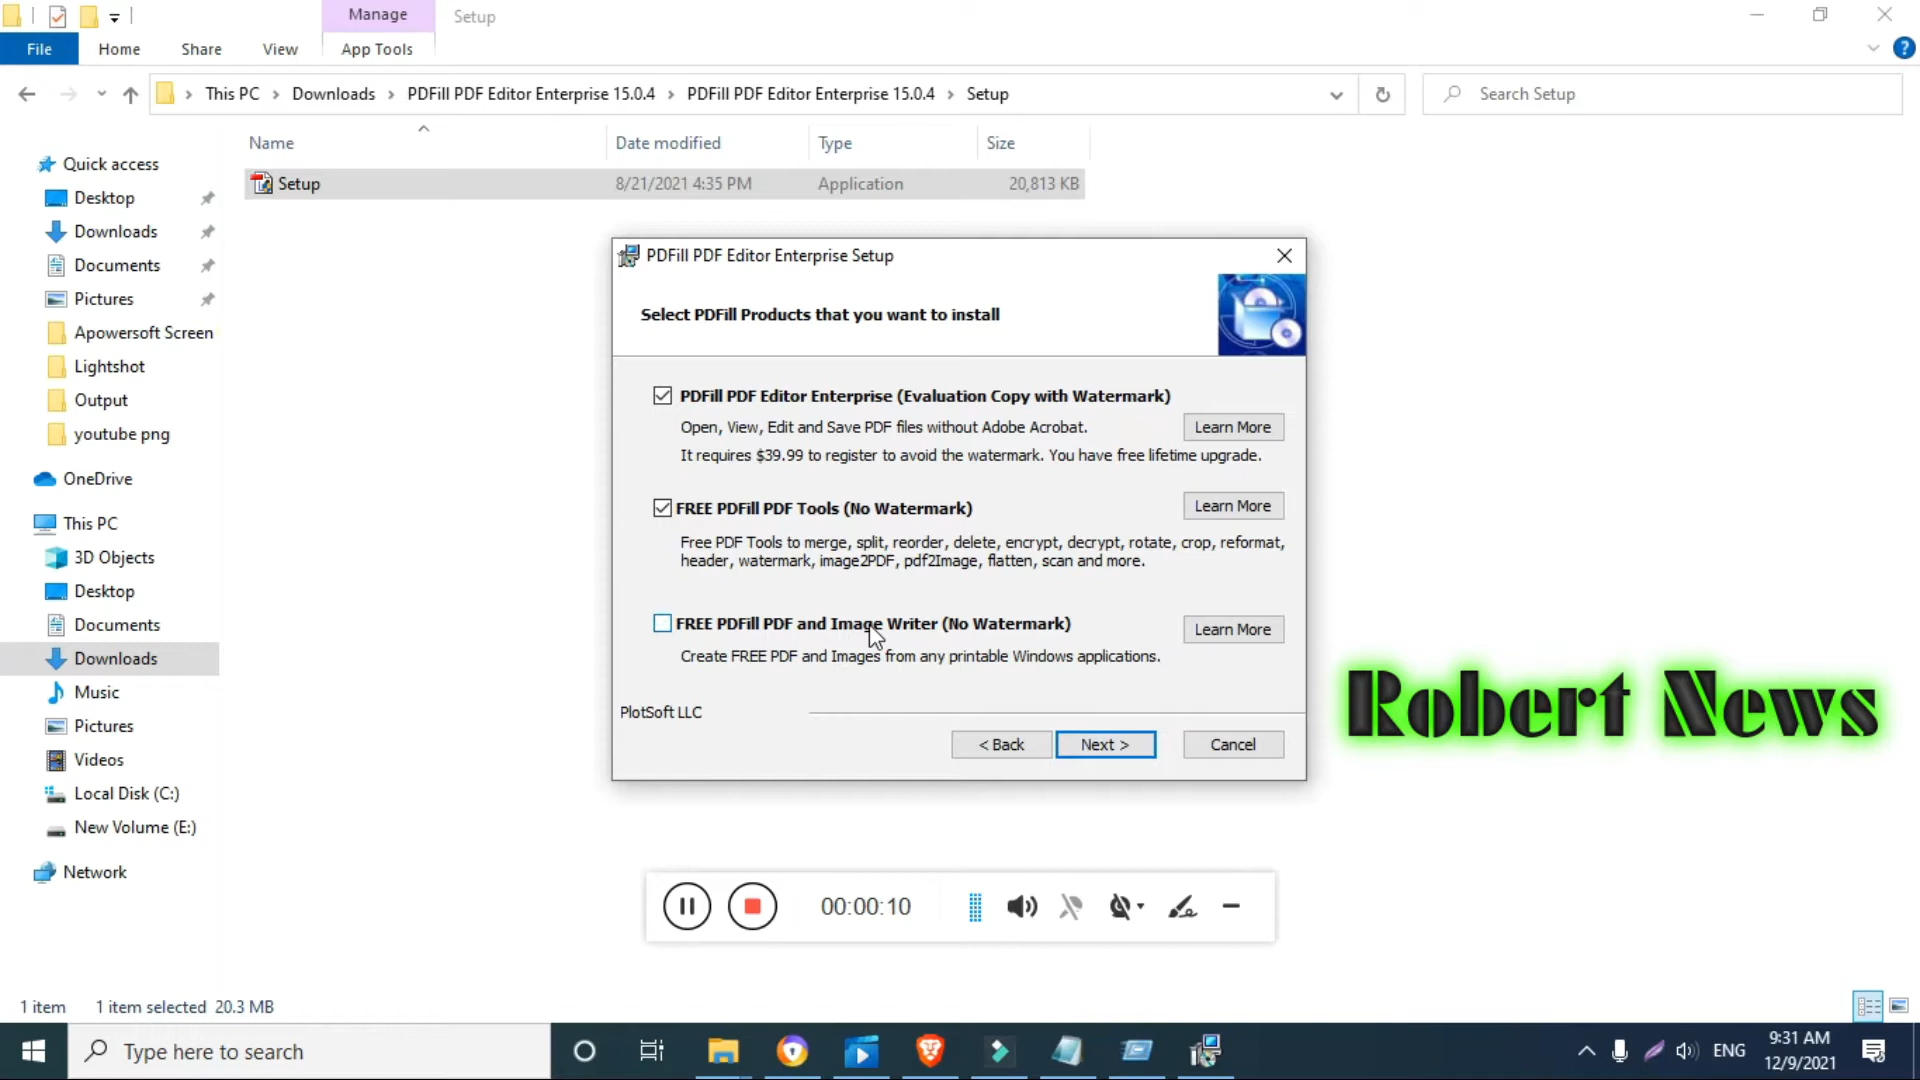 Manage
Setup
File
Home
Share
View
App Tools
This PC > Downloads > PDFill PDF Editor Enterprise 15.0.4 > PDFill PDF Editor Enterprise 15.0.4 > Setup
Search Setup
Name
Date modified
Type
Size
Setup
8/21/2021 4:35 PM
Application
20,813 KB
Quick access
Desktop
Downloads
Documents
Pictures
Apowersoft Screen
Lightshot
Output
youtube png
OneDrive
This PC
3D Objects
Desktop
Documents
Downloads
Music
Pictures
Videos
Local Disk (C:)
New Volume (E:)
Network
PDFill PDF Editor Enterprise Setup
Select PDFill Products that you want to install
PDFill PDF Editor Enterprise (Evaluation Copy with Watermark)
Open, View, Edit and Save PDF files without Adobe Acrobat.
Learn More
It requires $39.99 to register to avoid the watermark. You have free lifetime upgrade.
FREE PDFill PDF Tools (No Watermark)
Learn More
Free PDF Tools to merge, split, reorder, delete, encrypt, decrypt, rotate, crop, reformat,
header, watermark, image2PDF, pdf2Image, flatten, scan and more.
FREE PDFill PDF and Image Writer (No Watermark)
Learn More
Create FREE PDF and Images from any printable Windows applications.
PlotSoft LLC
< Back
Next >
Cancel
Robert News
00:00:10
1 item
1 item selected 20.3 MB
Type here to search
ENG
9:31 AM
12/9/2021